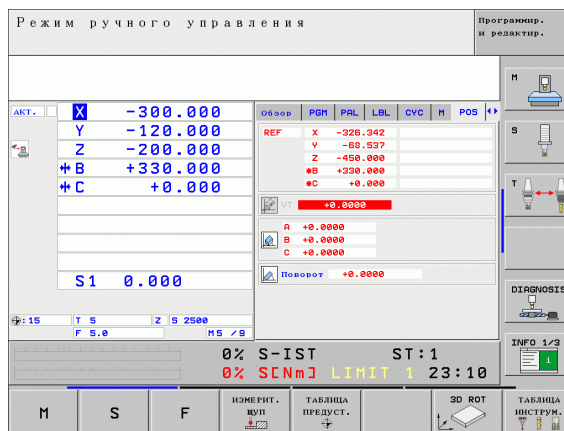 Режим ручного управления
Программир.
и редактир.
M
АКТ.
X -300.000
Y -120.000
Z -200.000
B +330.000
C +0.000
S1 0.000
Обзор PGM PAL LBL CYC M POS
REF X -326.342
Y -68.537
Z -450.000
*B +330.000
*C +0.000
VT +0.0000
A +0.0000
B +0.0000
C +0.0000
Поворот +0.0000
S
T
: 15 T 5 Z S 2500
F 5.0 M5 /9
DIAGNOSIS
0% S-IST ST:1
0% S[Nm] LIMIT 1 23:10
INFO 1/3
i
M
S
F
ИЗМЕРИТ.
ЩУП
ТАБЛИЦА
ПРЕДУСТ.
3D ROT
ТАБЛИЦА
ИНСТРУМ.